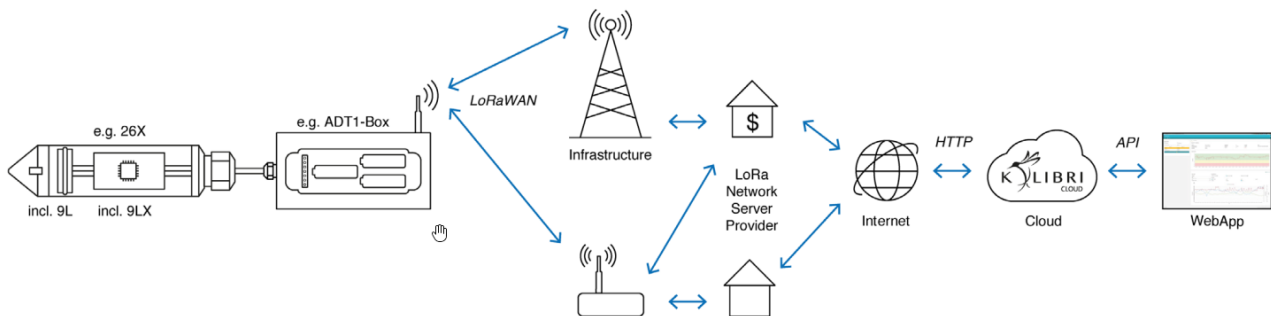 e.g. 26X
incl. 9L
incl. 9LX
e.g. ADT1-Box
LoRaWAN
Infrastructure
$
LoRa
Network
Server
Provider
Internet
HTTP
KOLIBRI
CLOUD
Cloud
API
WebApp